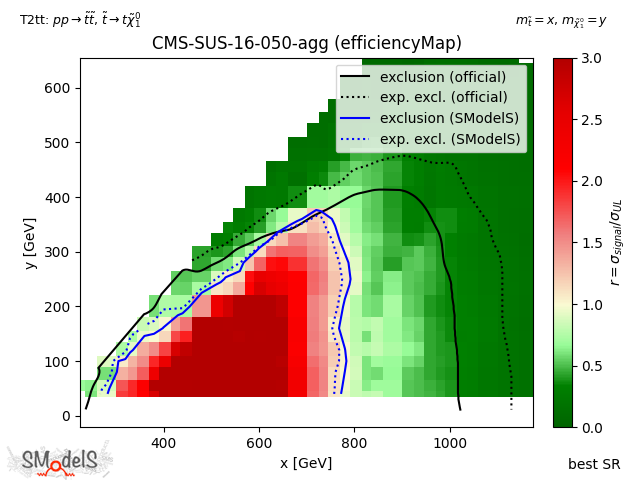 T2tt: pp → t̃t̃, t̃ → tχ̃₁⁰
m_t̃ = x, m_χ̃₁⁰ = y
CMS-SUS-16-050-agg (efficiencyMap)
exclusion (official)
exp. excl. (official)
exclusion (SModelS)
exp. excl. (SModelS)
600
500
400
300
200
100
0
y [GeV]
400 600 800 1000
x [GeV]
3.0
2.5
2.0
1.5
1.0
0.5
0.0
r = σ_signal/σ_UL
best SR
SModelS